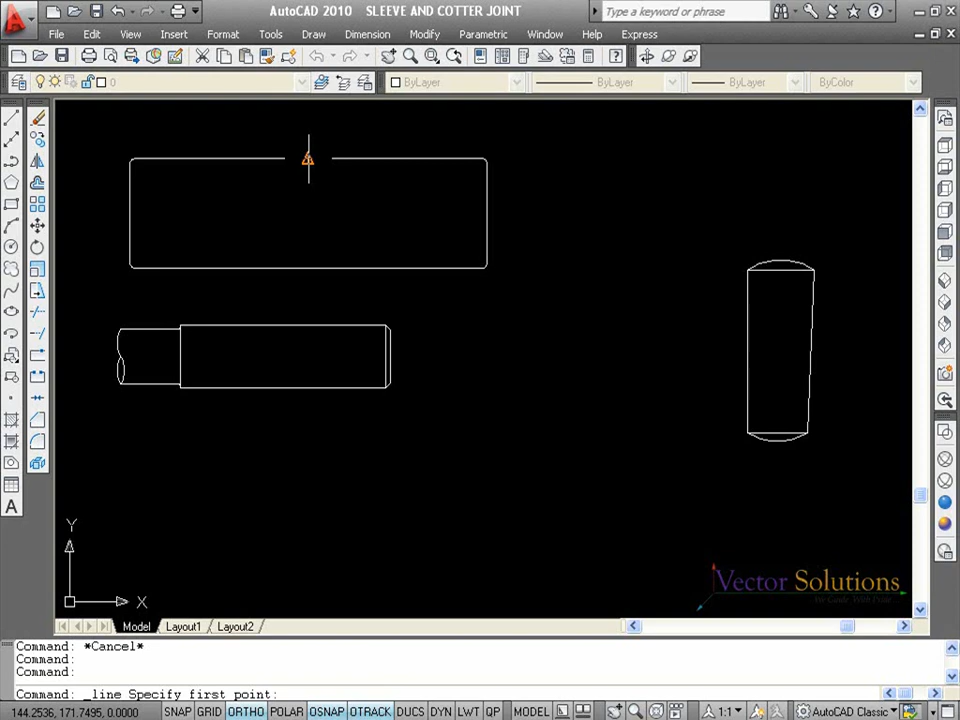 AutoCAD 2010 SLEEVE AND COTTER JOINT
Type a keyword or phrase
File Edit View Insert Format Tools Draw Dimension Modify Parametric Window Help Express
0 ByLayer ByLayer ByLayer ByColor
A
Y
X
Vector Solutions
Model Layout1 Layout2
Command: *Cancel*
Command:
Command:
Command: _line Specify first point:
144.2536, 171.7495, 0.0000 SNAP GRID ORTHO POLAR OSNAP OTRACK DUCS DYN LWT QP MODEL 1:1 AutoCAD Classic